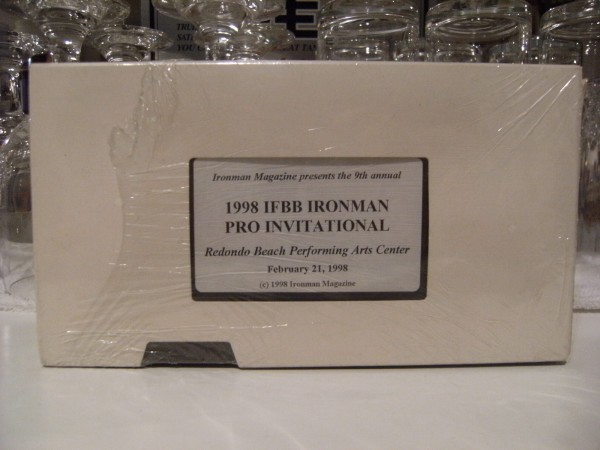 Ironman Magazine presents the 9th annual
1998 IFBB IRONMAN
PRO INVITATIONAL
Redondo Beach Performing Arts Center
February 21, 1998
(c) 1998 Ironman Magazine